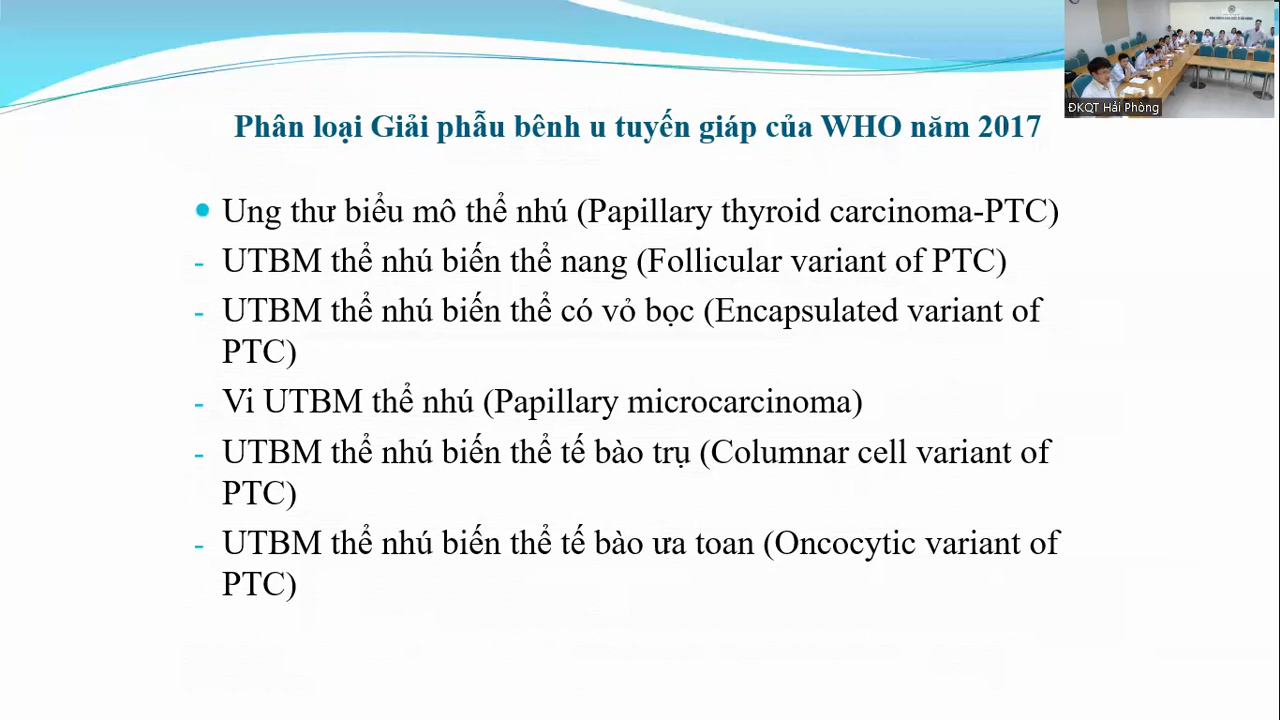 ĐKQT Hải Phòng
Phân loại Giải phẫu bênh u tuyến giáp của WHO năm 2017
Ung thư biểu mô thể nhú (Papillary thyroid carcinoma-PTC)
- UTBM thể nhú biến thể nang (Follicular variant of PTC)
- UTBM thể nhú biến thể có vỏ bọc (Encapsulated variant of
PTC)
- Vi UTBM thể nhú (Papillary microcarcinoma)
- UTBM thể nhú biến thể tế bào trụ (Columnar cell variant of
PTC)
- UTBM thể nhú biến thể tế bào ưa toan (Oncocytic variant of
PTC)